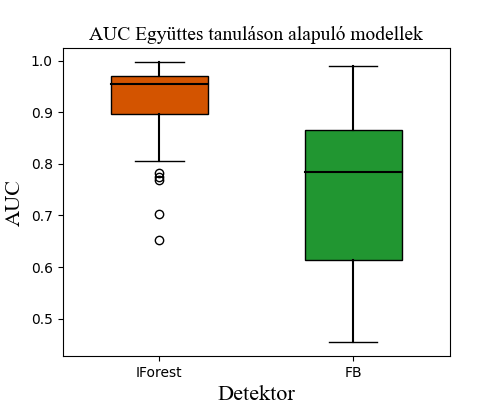 AUC Együttes tanuláson alapuló modellek
1.0
0.9
0.8
0.7
0.6
0.5
AUC
IForest
FB
Detektor